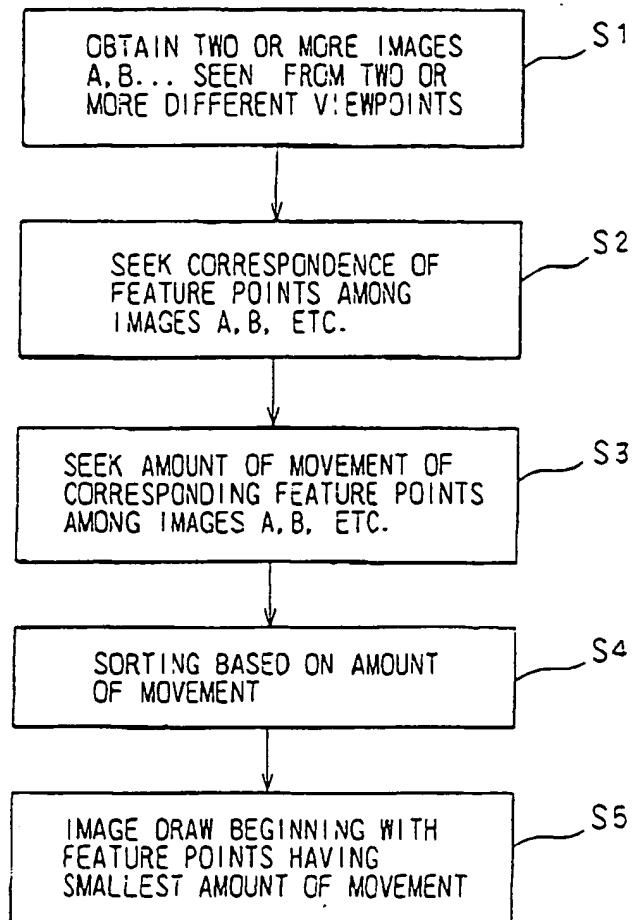 OBTAIN TWO OR MORE IMAGES
A,B... SEEN FROM TWO OR
MORE DIFFERENT VIEWPOINTS
S1
SEEK CORRESPONDENCE OF
FEATURE POINTS AMONG
IMAGES A,B, ETC.
S2
SEEK AMOUNT OF MOVEMENT OF
CORRESPONDING FEATURE POINTS
AMONG IMAGES A,B, ETC.
S3
SORTING BASED ON AMOUNT
OF MOVEMENT
S4
IMAGE DRAW BEGINNING WITH
FEATURE POINTS HAVING
SMALLEST AMOUNT OF MOVEMENT
S5